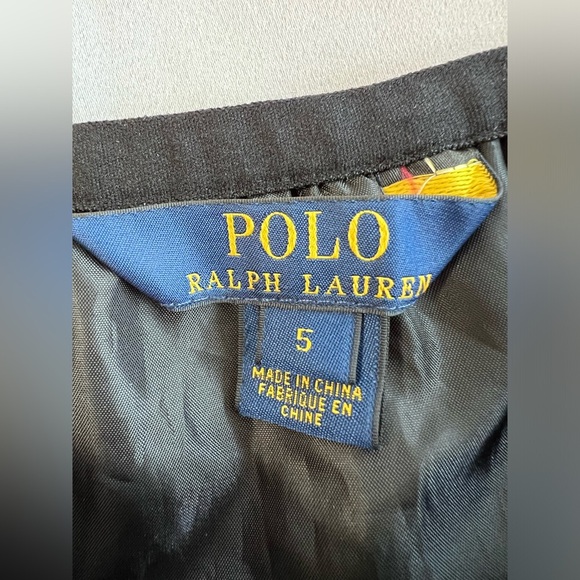 POLO
RALPH LAUREN
5
MADE IN CHINA
FABRIQUE EN
CHINE